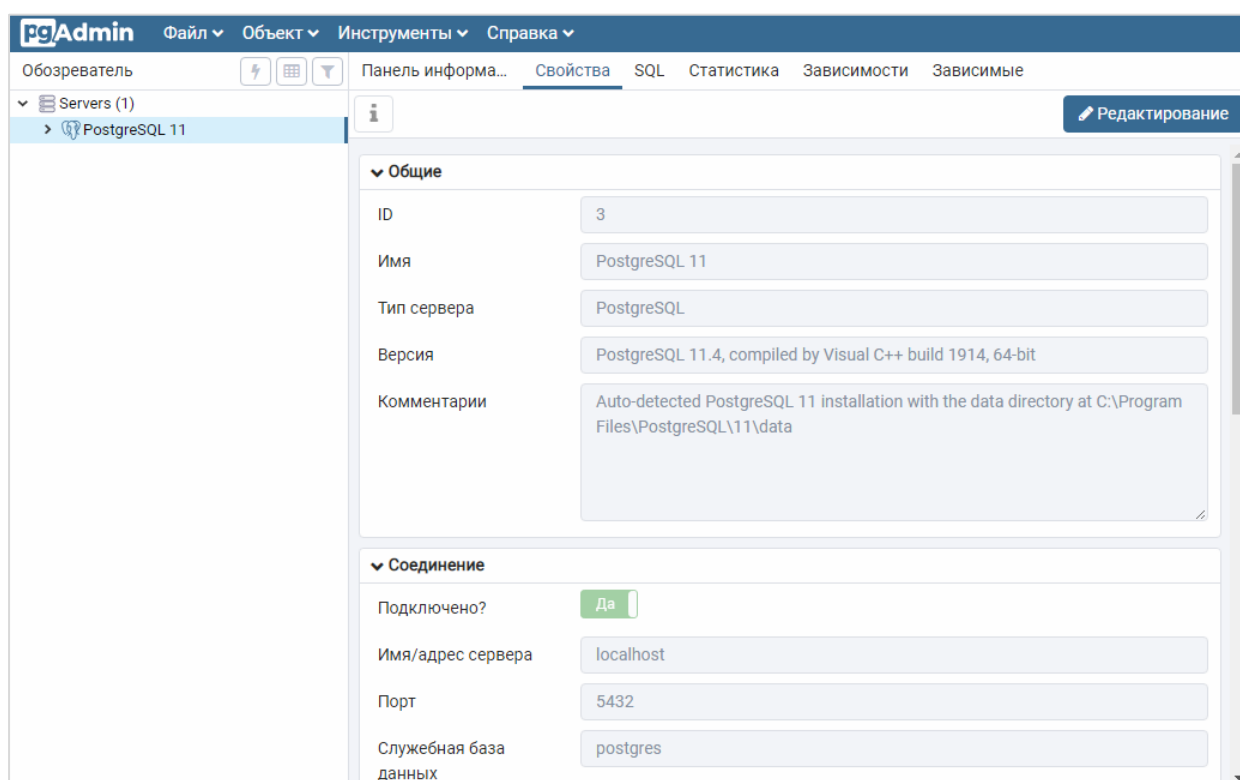 pgAdmin Файл Объект Инструменты Справка
Обозреватель
Панель информа... Свойства SQL Статистика Зависимости Зависимые
Servers (1)
PostgreSQL 11
i
Редактирование
Общие
ID
3
Имя
PostgreSQL 11
Тип сервера
PostgreSQL
Версия
PostgreSQL 11.4, compiled by Visual C++ build 1914, 64-bit
Комментарии
Auto-detected PostgreSQL 11 installation with the data directory at C:\Program
Files\PostgreSQL\11\data
Соединение
Подключено?
Да
Имя/адрес сервера
localhost
Порт
5432
Служебная база
данных
postgres